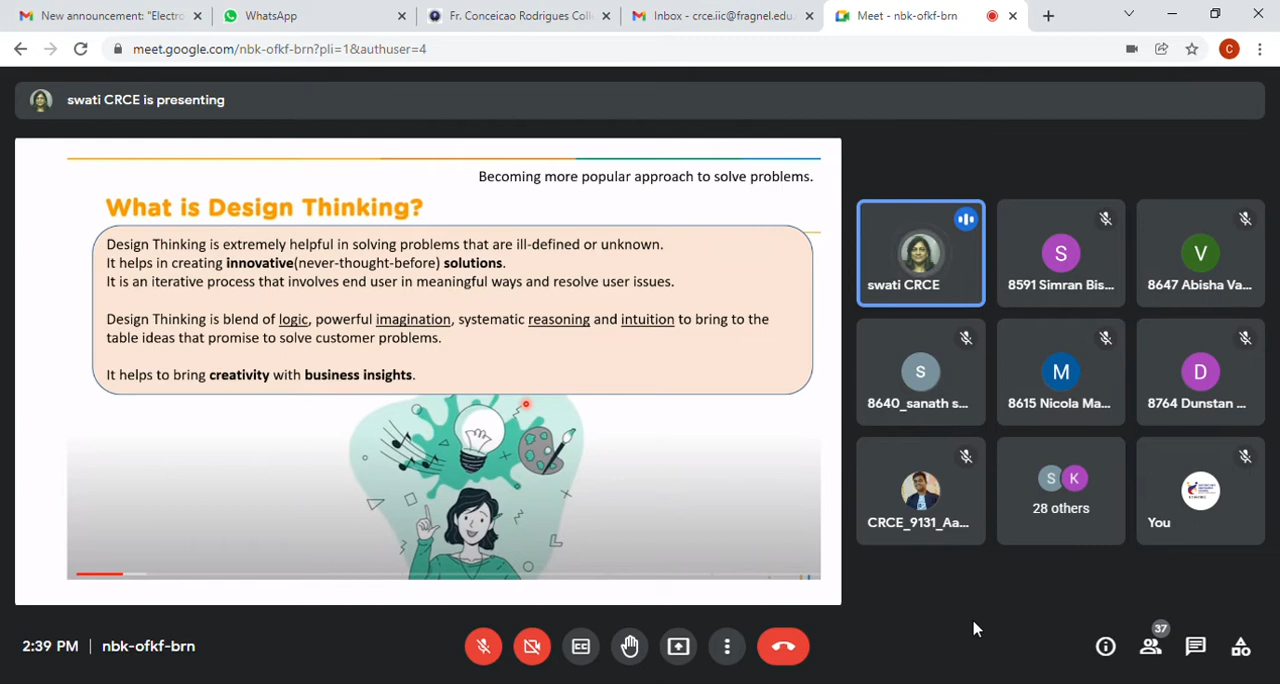 New announcement: "Electro
WhatsApp
Fr. Conceicao Rodrigues Coll
Inbox - crce.iic@fragnel.edu.
Meet - nbk-ofkf-brn
meet.google.com/nbk-ofkf-brn?pli=1&authuser=4
C
swati CRCE is presenting
Becoming more popular approach to solve problems.
What is Design Thinking?
Design Thinking is extremely helpful in solving problems that are ill-defined or unknown.
It helps in creating innovative(never-thought-before) solutions.
It is an iterative process that involves end user in meaningful ways and resolve user issues.
Design Thinking is blend of logic, powerful imagination, systematic reasoning and intuition to bring to the
table ideas that promise to solve customer problems.
It helps to bring creativity with business insights.
swati CRCE
S
8591 Simran Bis...
V
8647 Abisha Va...
S
8640_sanath s...
M
8615 Nicola Ma...
D
8764 Dunstan ...
CRCE_9131_Aa...
S K
28 others
You
2:39 PM | nbk-ofkf-brn
CC
37